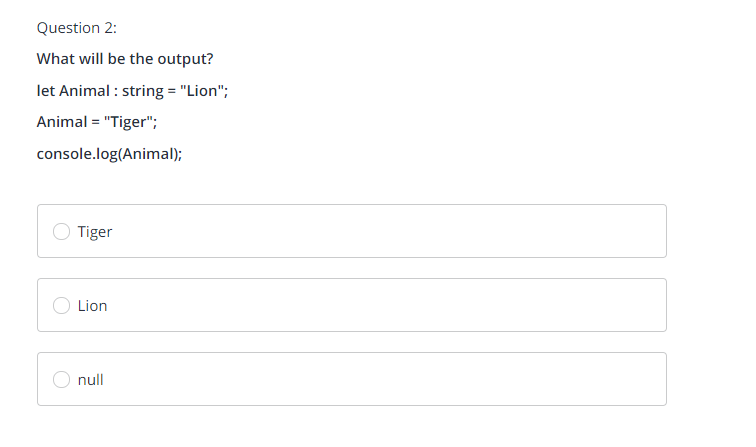 Question 2:
What will be the output?
let Animal : string = "Lion";
Animal = "Tiger";
console.log(Animal);
Tiger
Lion
null